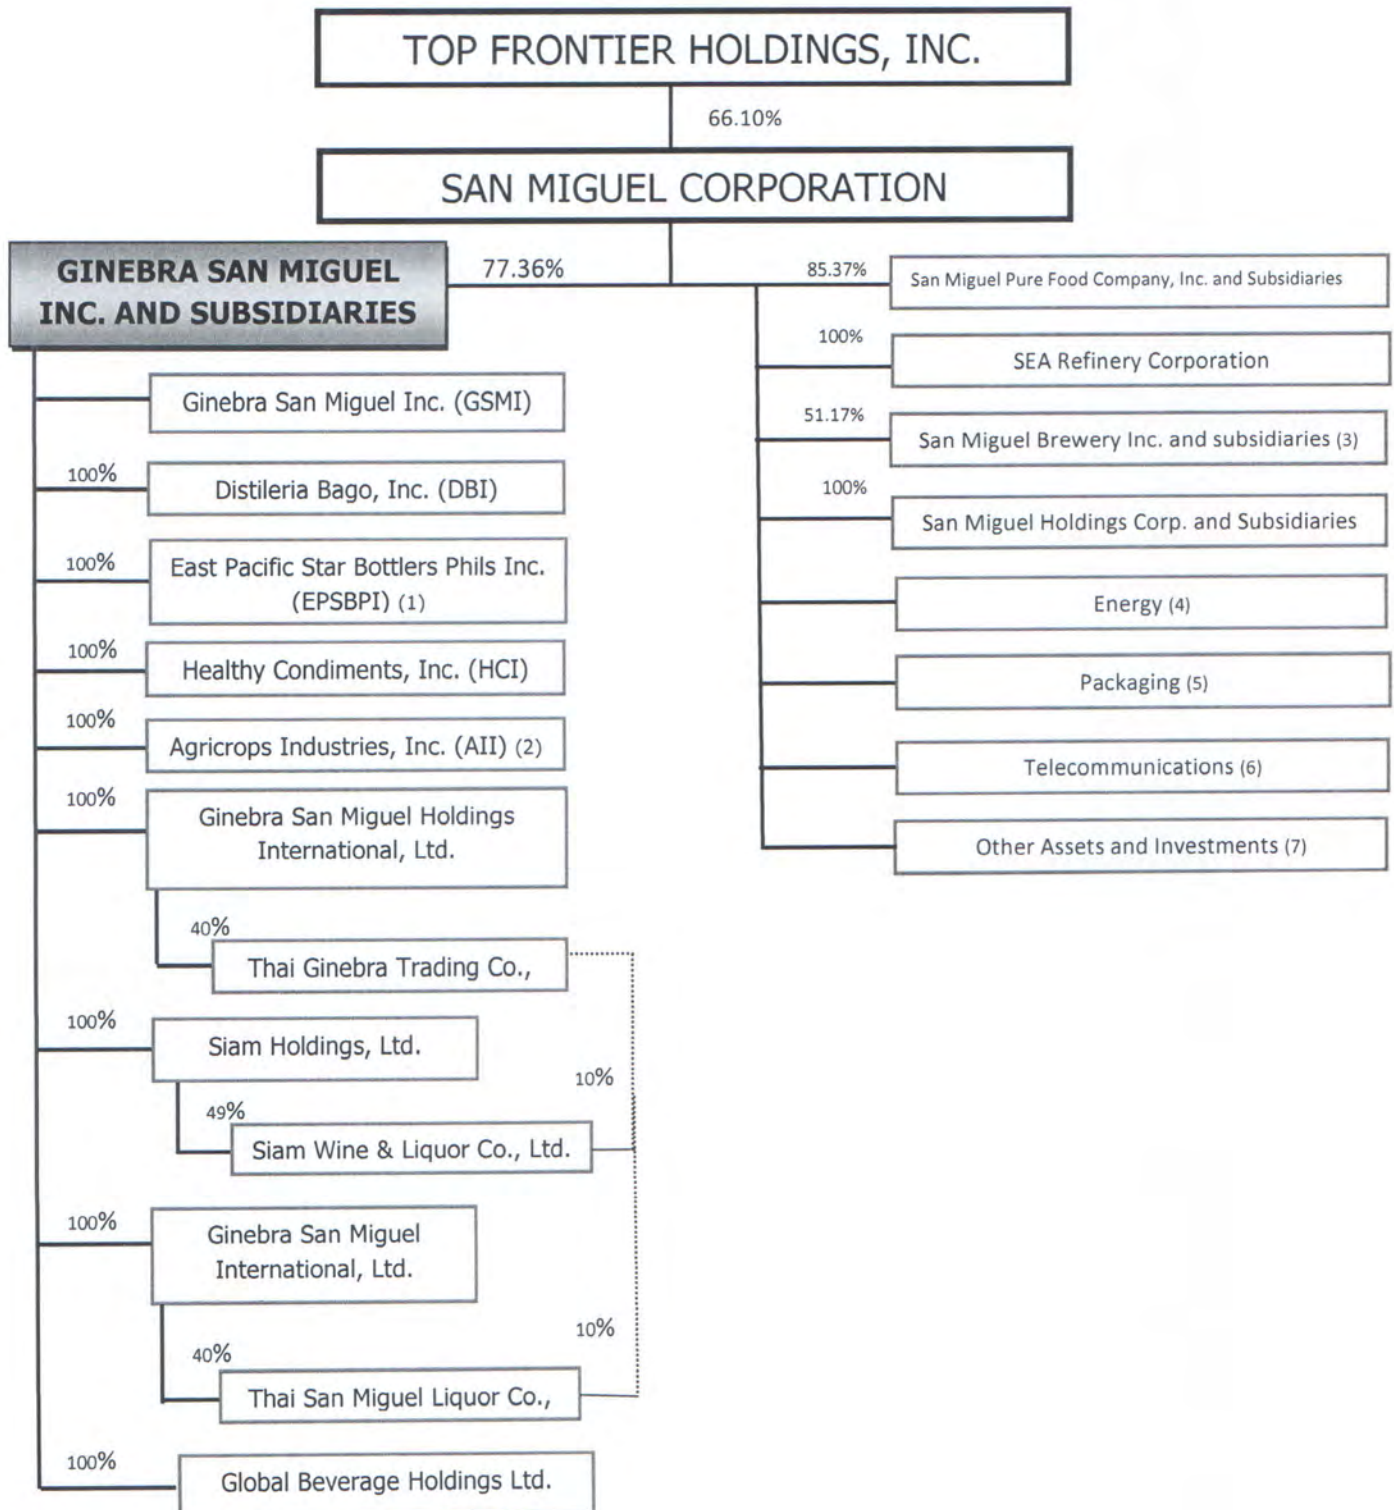 TOP FRONTIER HOLDINGS, INC.
66.10%
SAN MIGUEL CORPORATION
GINEBRA SAN MIGUEL
INC. AND SUBSIDIARIES
77.36%
85.37%
San Miguel Pure Food Company, Inc. and Subsidiaries
100%
SEA Refinery Corporation
51.17%
San Miguel Brewery Inc. and subsidiaries (3)
100%
San Miguel Holdings Corp. and Subsidiaries
Energy (4)
Packaging (5)
Telecommunications (6)
Other Assets and Investments (7)
Ginebra San Miguel Inc. (GSMI)
100%
Distileria Bago, Inc. (DBI)
100%
East Pacific Star Bottlers Phils Inc.
(EPSBPI) (1)
100%
Healthy Condiments, Inc. (HCI)
100%
Agricrops Industries, Inc. (AII) (2)
100%
Ginebra San Miguel Holdings
International, Ltd.
40%
Thai Ginebra Trading Co.,
100%
Siam Holdings, Ltd.
10%
49%
Siam Wine & Liquor Co., Ltd.
100%
Ginebra San Miguel
International, Ltd.
10%
40%
Thai San Miguel Liquor Co.,
100%
Global Beverage Holdings Ltd.